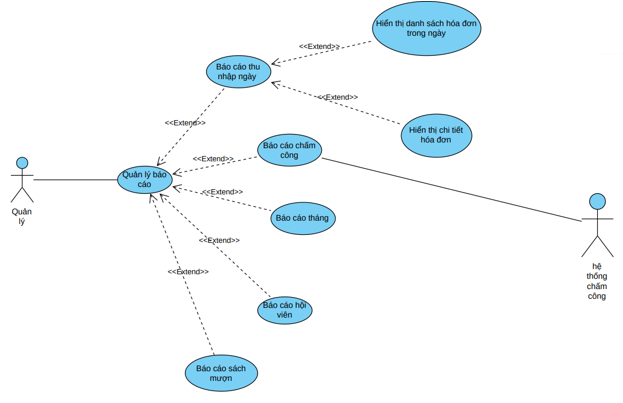 Hiển thị danh sách hóa đơn
trong ngày
<<Extend>>
Báo cáo thu
nhập ngày
<<Extend>>
Hiển thị chi tiết
hóa đơn
<<Extend>>
Báo cáo chấm
công
<<Extend>>
Quản lý báo
cáo
<<Extend>>
Quản
lý
Báo cáo tháng
<<Extend>>
hệ
thống
chấm
công
<<Extend>>
Báo cáo hội
viên
Báo cáo sách
mượn